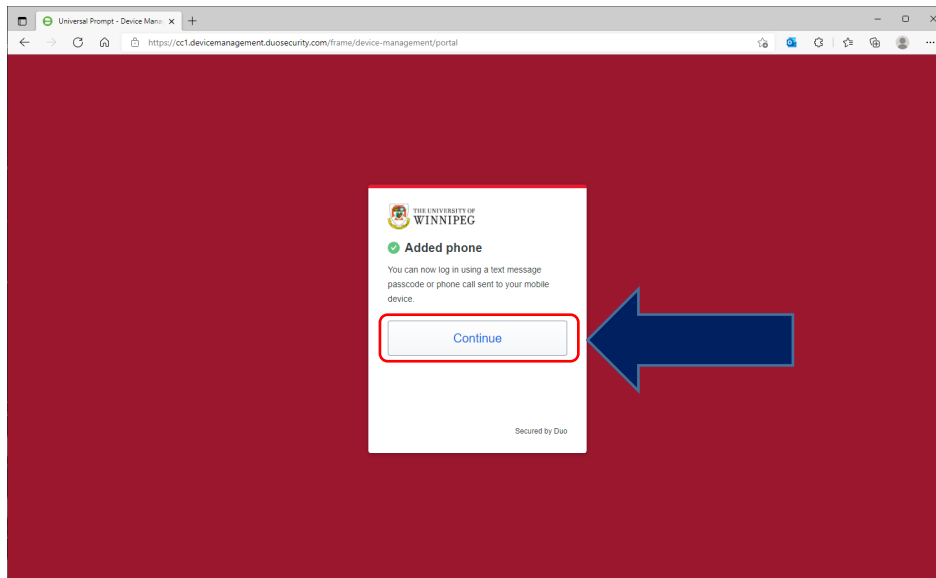 Universal Prompt - Device Mana
https://cc1.devicemanagement.duosecurity.com/frame/device-management/portal
THE UNIVERSITY OF
WINNIPEG
Added phone
You can now log in using a text message
passcode or phone call sent to your mobile
device.
Continue
Secured by Duo